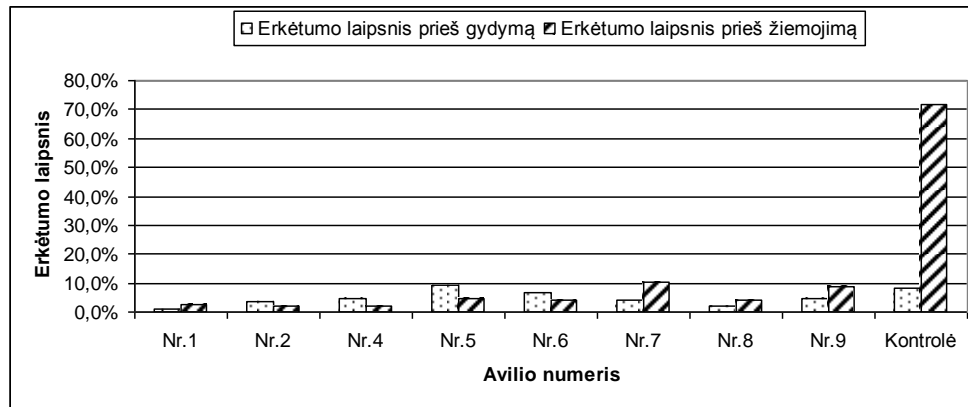 Erkėtumo laipsnis prieš gydymą Erkėtumo laipsnis prieš žiemojimą
80,0%
70,0%
60,0%
50,0%
40,0%
30,0%
20,0%
10,0%
0,0%
Erkėtumo laipsnis
Nr.1 Nr.2 Nr.4 Nr.5 Nr.6 Nr.7 Nr.8 Nr.9 Kontrolė
Avilio numeris